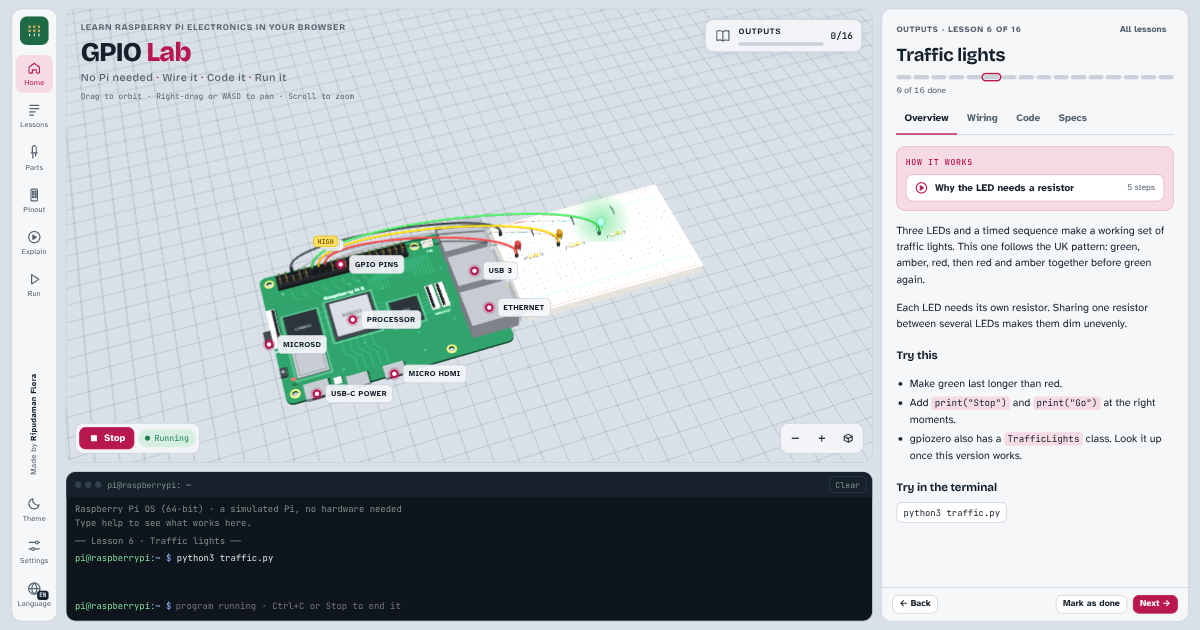 Home
Lessons
Parts
Pinout
Explain
Run
Made by Ripudaman Flora
Theme
Settings
EN
Language
LEARN RASPBERRY PI ELECTRONICS IN YOUR BROWSER
GPIO Lab
No Pi needed · Wire it · Code it · Run it
Drag to orbit · Right-drag or WASD to pan · Scroll to zoom
OUTPUTS
0/16
HIGH
GPIO PINS
USB 3
ETHERNET
PROCESSOR
MICROSD
MICRO HDMI
USB-C POWER
Raspberry Pi 5
Stop
Running
pi@raspberrypi: ~
Clear
Raspberry Pi OS (64-bit) · a simulated Pi, no hardware needed
Type help to see what works here.
── Lesson 6 · Traffic lights ──
pi@raspberrypi:~ $ python3 traffic.py
pi@raspberrypi:~ $ program running · Ctrl+C or Stop to end it
OUTPUTS · LESSON 6 OF 16
All lessons
Traffic lights
0 of 16 done
Overview
Wiring
Code
Specs
HOW IT WORKS
Why the LED needs a resistor
5 steps
Three LEDs and a timed sequence make a working set of
traffic lights. This one follows the UK pattern: green,
amber, red, then red and amber together before green
again.
Each LED needs its own resistor. Sharing one resistor
between several LEDs makes them dim unevenly.
Try this
• Make green last longer than red.
• Add print("Stop") and print("Go") at the right
moments.
• gpiozero also has a TrafficLights class. Look it up
once this version works.
Try in the terminal
python3 traffic.py
← Back
Mark as done
Next →